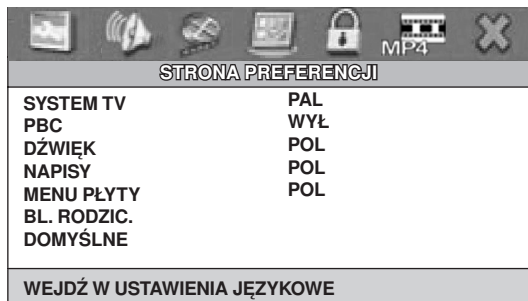 MP4
STRONA PREFERENCJI
SYSTEM TV PAL
PBC WYŁ
DŹWIĘK POL
NAPISY POL
MENU PŁYTY POL
BL. RODZIC.
DOMYŚLNE
WEJDŹ W USTAWIENIA JĘZYKOWE